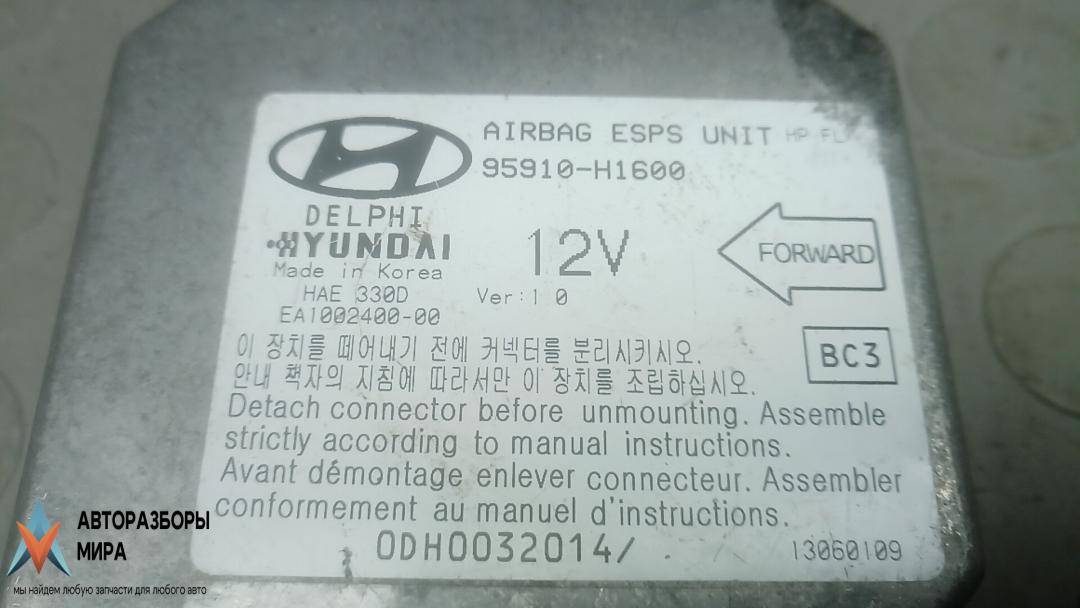 AIRBAG ESPS UNIT HP FL
95910-H1600
DELPHI
HYUNDAI
Made in Korea
HAE 330D
EA1002400-00
12V
Ver:1 0
FORWARD
BC3
이 장치를 떼어내기 전에 커넥터를 분리시키시오.
안내 책자의 지침에 따라서만 이 장치를 조립하십시오.
Detach connector before unmounting. Assemble
strictly according to manual instructions.
Avant démontage enlever connecteur. Assembler
conformement au manuel d'instructions.
ODH0032014/
13060109
АВТОРАЗБОРЫ
МИРА
мы найдем любую запчасти для любого авто